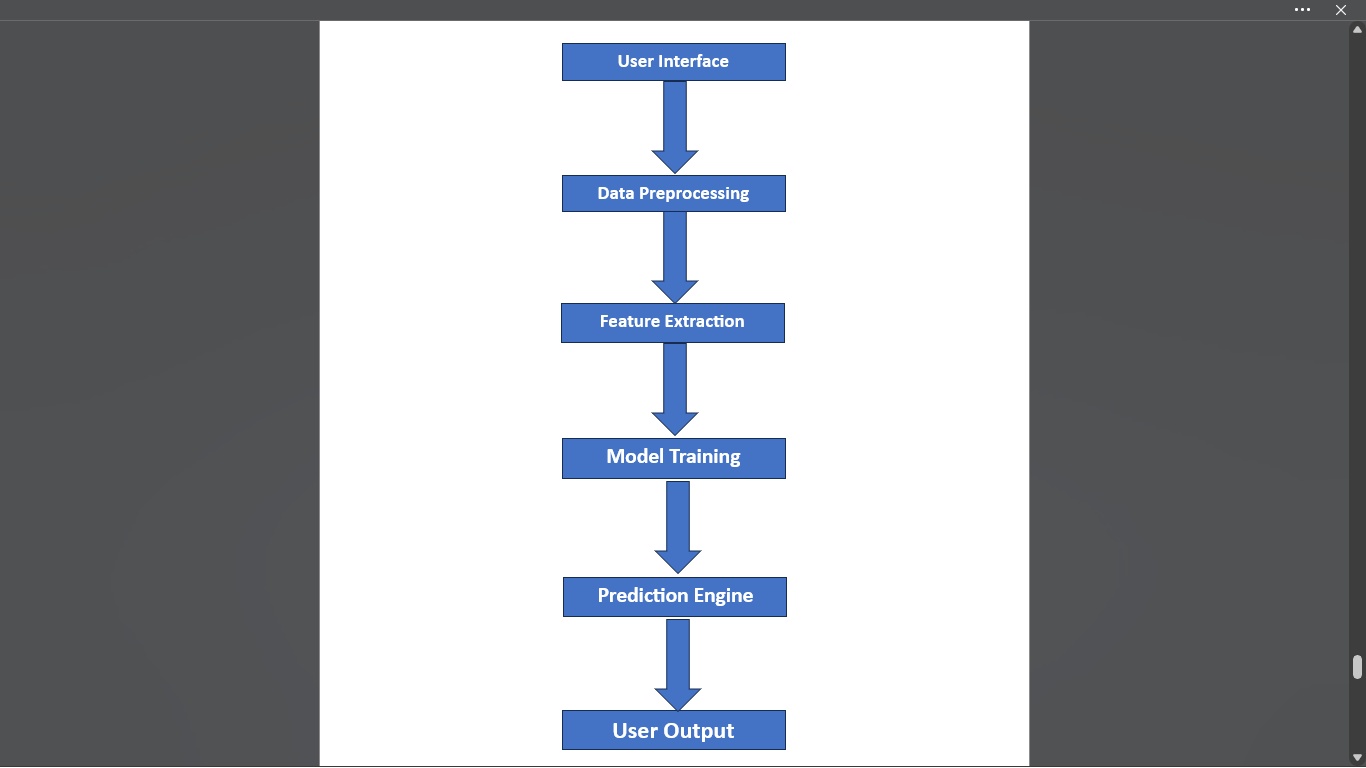 User Interface
Data Preprocessing
Feature Extraction
Model Training
Prediction Engine
User Output